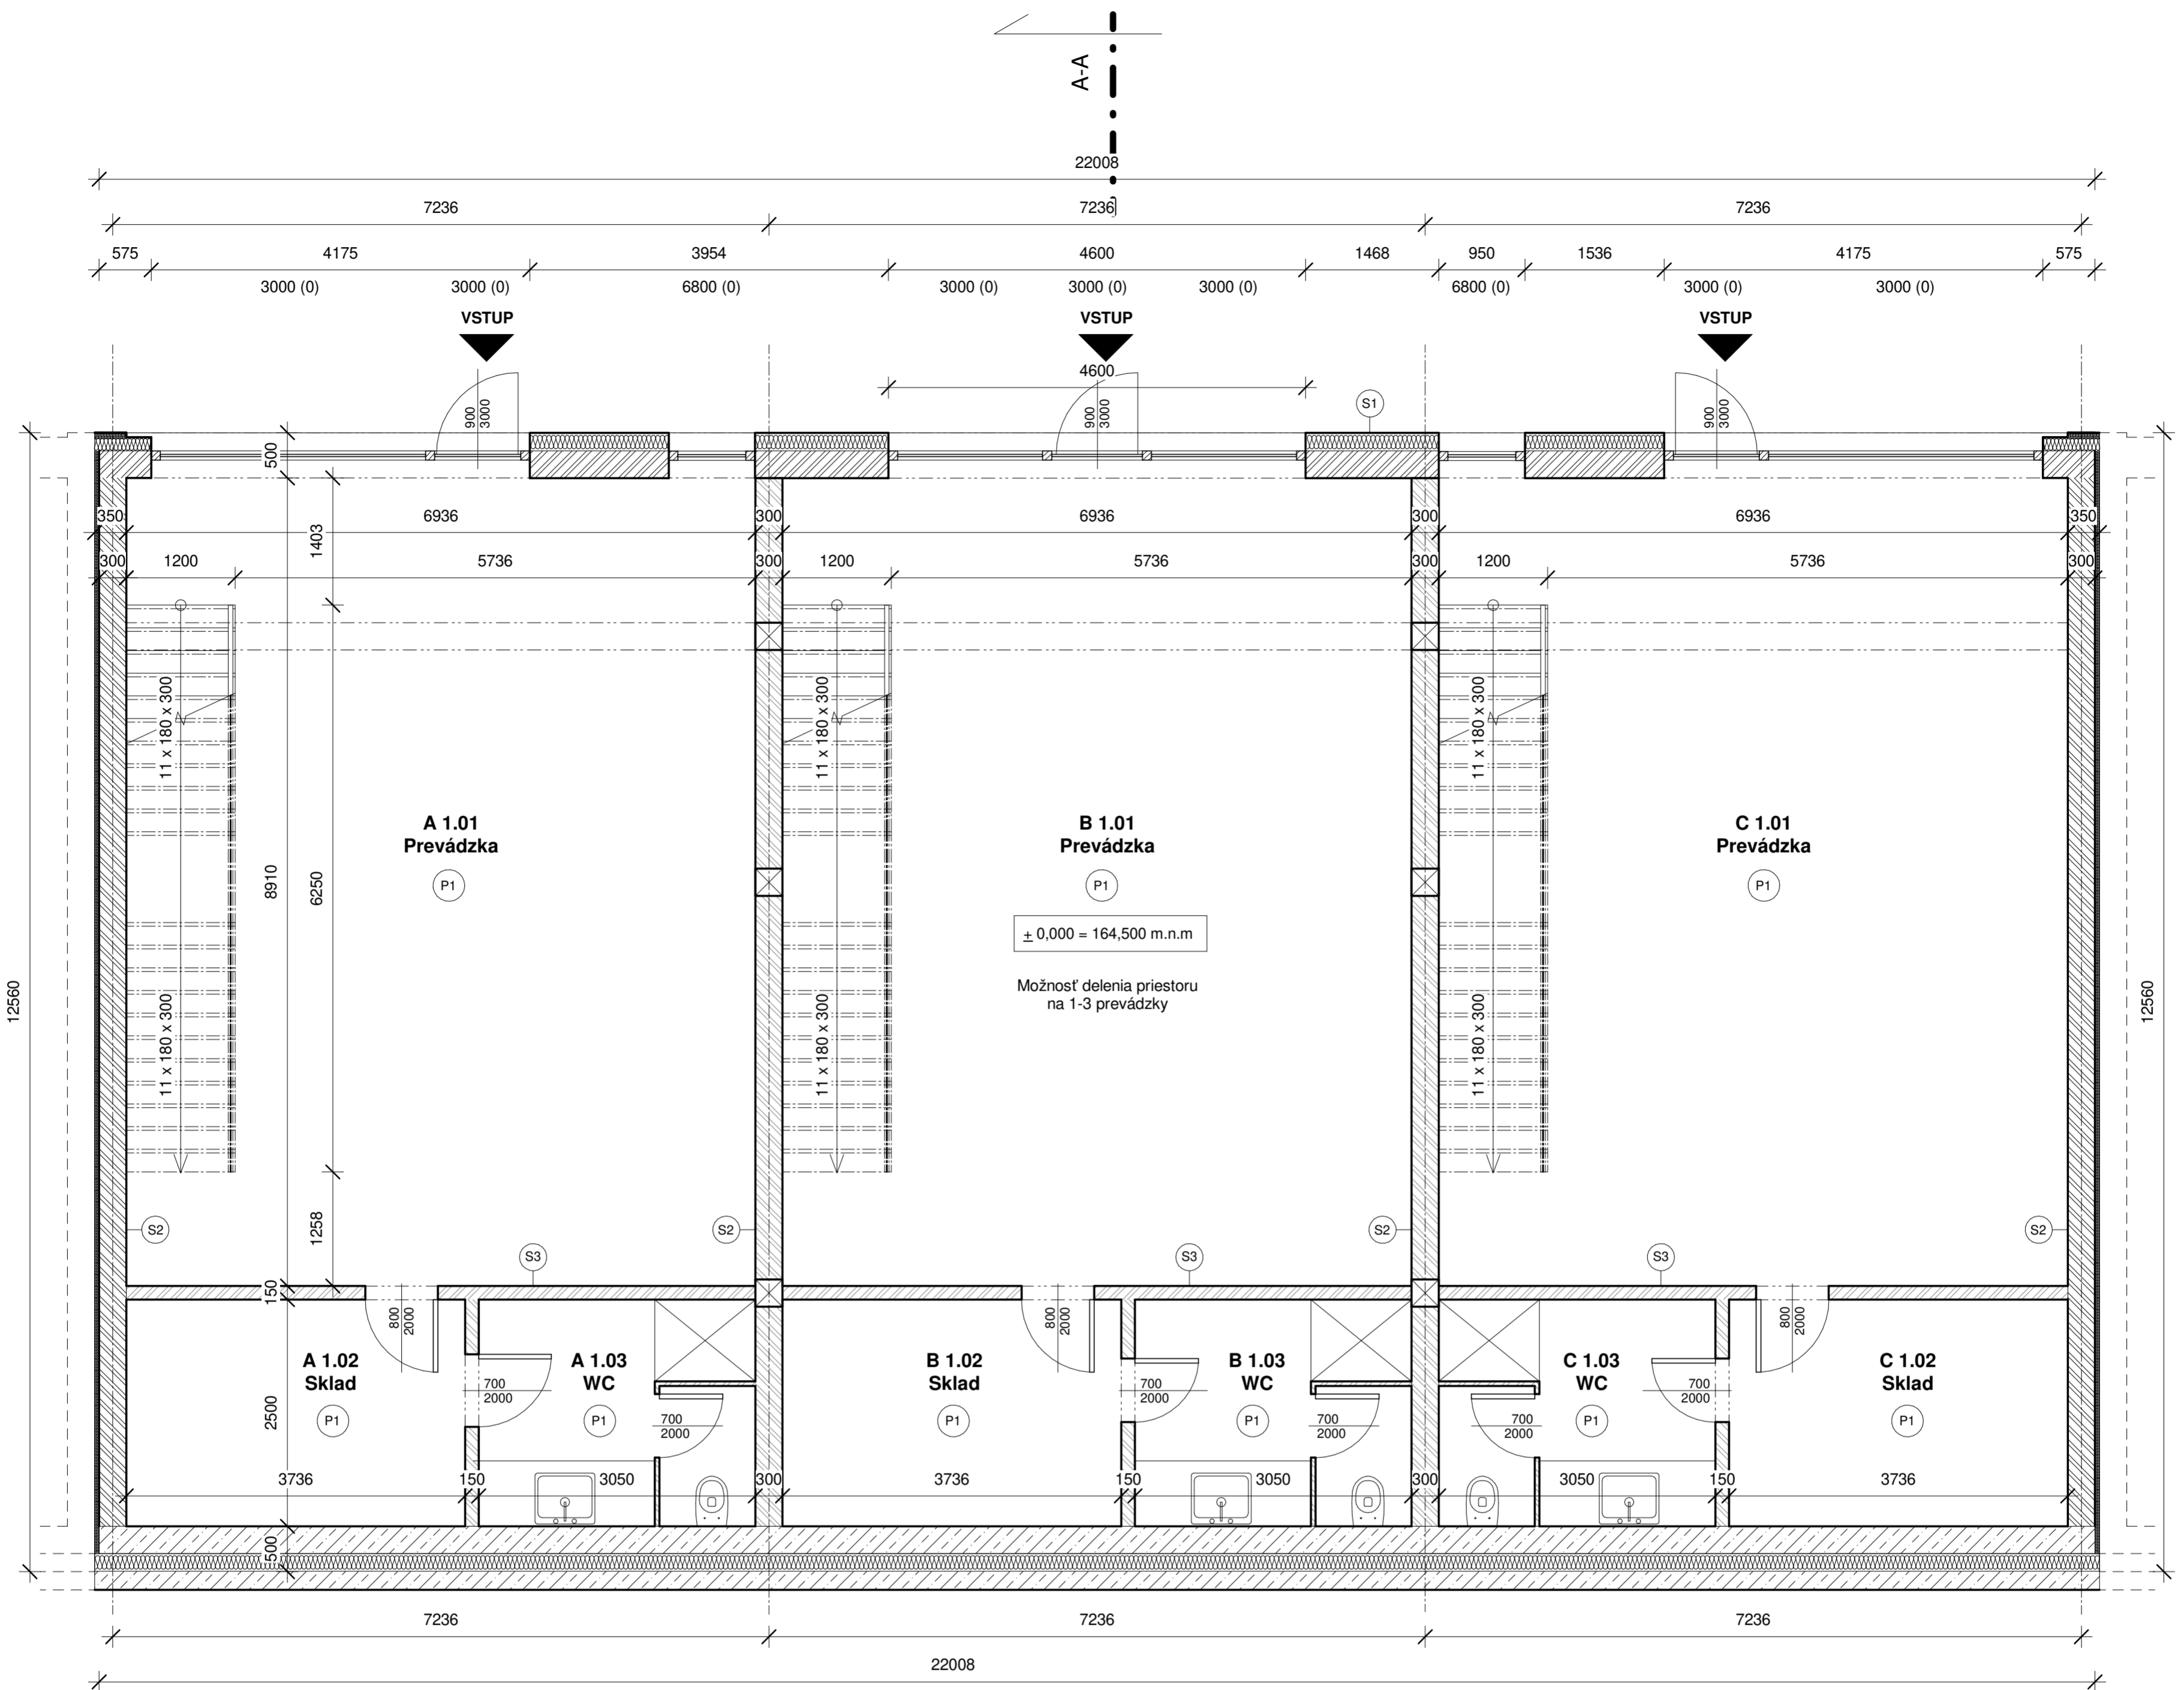 A-A
22008
7236 7236 7236
575 4175 3954 4600 1468 950 1536 4175 575
3000 (0) 3000 (0) 6800 (0) 3000 (0) 3000 (0) 3000 (0) 6800 (0) 3000 (0) 3000 (0)
VSTUP VSTUP VSTUP
4600
900 900 900
3000 3000 3000
S1
500
350 6936 300 6936 300 6936 350
1403
300 1200 5736 300 1200 5736 300 1200 5736 300
11 x 180 x 300 11 x 180 x 300 11 x 180 x 300
A 1.01 B 1.01 C 1.01
Prevádzka Prevádzka Prevádzka
P1 P1 P1
8910 6250
± 0,000 = 164,500 m.n.m
Možnosť delenia priestoru
na 1-3 prevádzky
12560 12560
11 x 180 x 300 11 x 180 x 300 11 x 180 x 300
1258
S2 S2 S2 S2
S3 S3 S3
150
800 800 800
2000 2000 2000
A 1.02 A 1.03 B 1.02 B 1.03 C 1.03 C 1.02
Sklad WC Sklad WC WC Sklad
700 700 700
2000 2000 2000
2500
P1 P1 P1 P1 P1 P1
700 700 700
2000 2000 2000
3736 150 3050 300 3736 150 3050 300 3050 150 3736
500
7236 7236 7236
22008